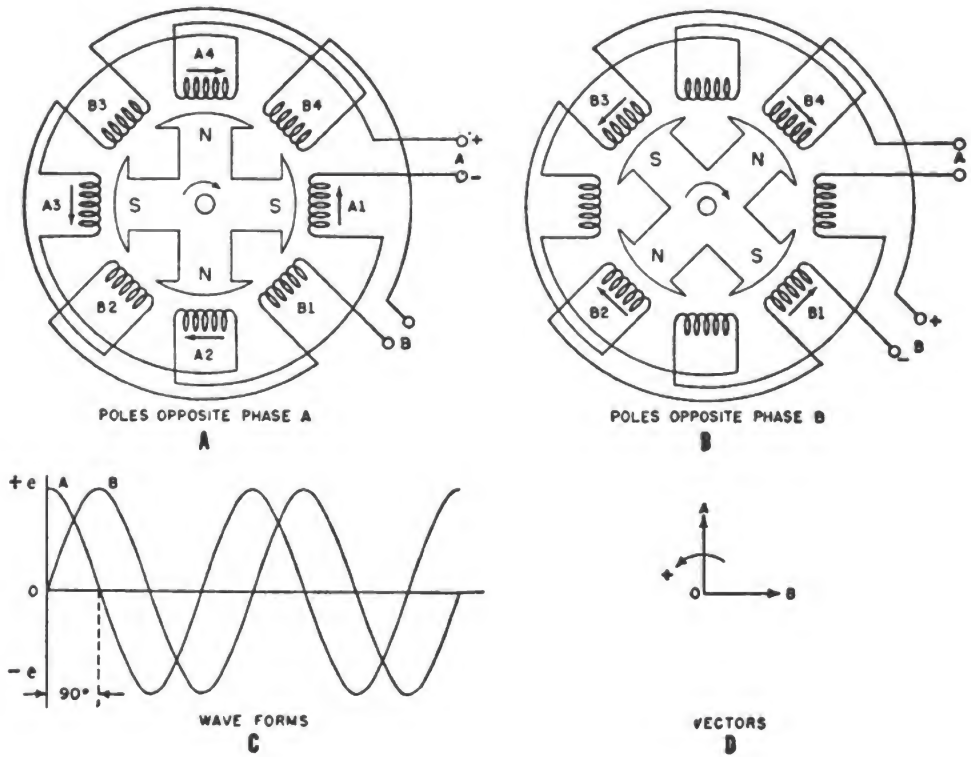 A4
B3
B4
N
+
A
-
A3
S
S
A1
N
B2
B1
A2
B
POLES OPPOSITE PHASE A
A
B3
B4
S
N
A
N
S
B2
B1
+
- B
POLES OPPOSITE PHASE B
B
+e A B
0
-e
90°
WAVE FORMS
C
A
+
O
B
VECTORS
D